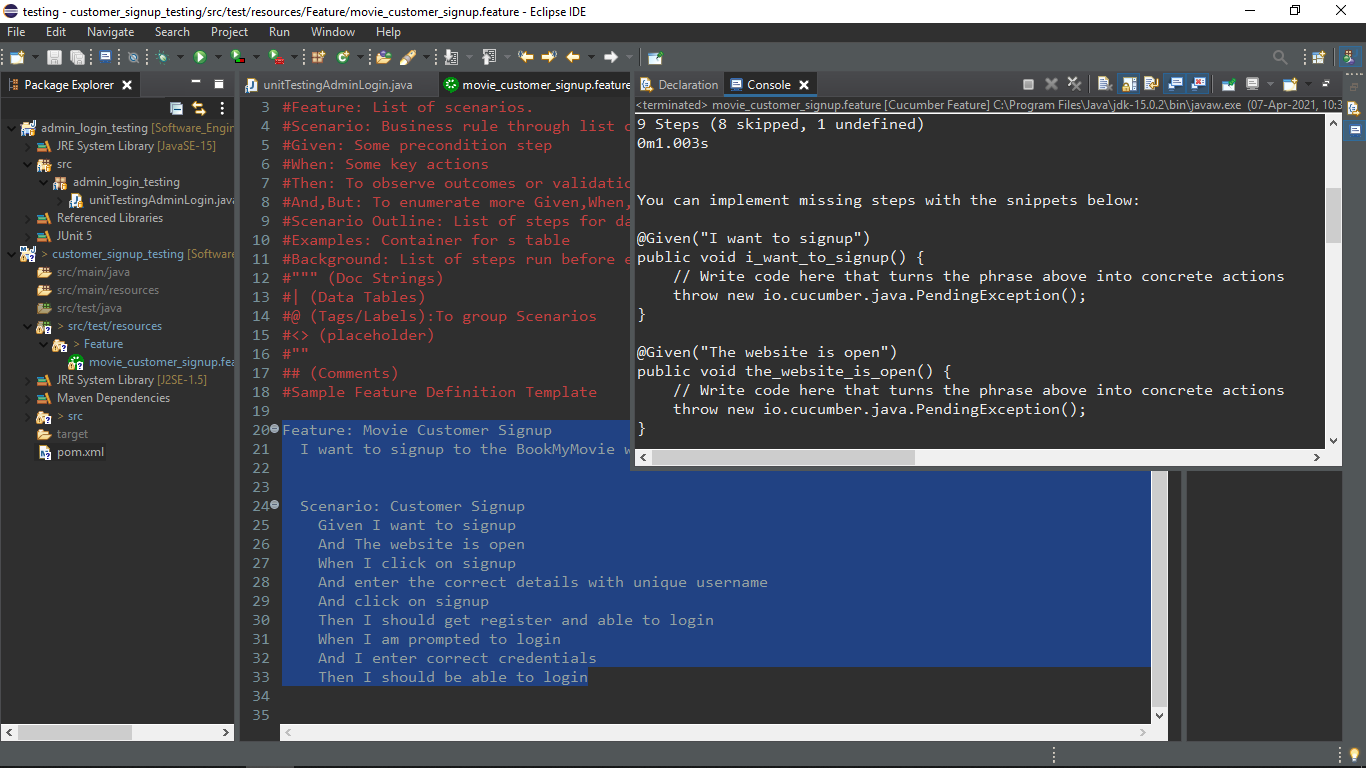 testing - customer_signup_testing/src/test/resources/Feature/movie_customer_signup.feature - Eclipse IDE
File Edit Navigate Search Project Run Window Help
Package Explorer
admin_login_testing [Software_Engin
JRE System Library [JavaSE-15]
src
admin_login_testing
unitTestingAdminLogin.java
Referenced Libraries
JUnit 5
> customer_signup_testing [Software
src/main/java
src/main/resources
src/test/java
> src/test/resources
> Feature
movie_customer_signup.fea
JRE System Library [J2SE-1.5]
Maven Dependencies
> src
target
pom.xml
unitTestingAdminLogin.java movie_customer_signup.feature
3 #Feature: List of scenarios.
4 #Scenario: Business rule through list o
5 #Given: Some precondition step
6 #When: Some key actions
7 #Then: To observe outcomes or validatio
8 #And,But: To enumerate more Given,When,
9 #Scenario Outline: List of steps for da
10 #Examples: Container for s table
11 #Background: List of steps run before e
12 #""" (Doc Strings)
13 #| (Data Tables)
14 #@ (Tags/Labels):To group Scenarios
15 #<> (placeholder)
16 #""
17 ## (Comments)
18 #Sample Feature Definition Template
19
20 Feature: Movie Customer Signup
21 I want to signup to the BookMyMovie w
22
23
24 Scenario: Customer Signup
25 Given I want to signup
26 And The website is open
27 When I click on signup
28 And enter the correct details with unique username
29 And click on signup
30 Then I should get register and able to login
31 When I am prompted to login
32 And I enter correct credentials
33 Then I should be able to login
34
35
Declaration Console
<terminated> movie_customer_signup.feature [Cucumber Feature] C:\Program Files\Java\jdk-15.0.2\bin\javaw.exe (07-Apr-2021, 10:3
9 Steps (8 skipped, 1 undefined)
0m1.003s
You can implement missing steps with the snippets below:
@Given("I want to signup")
public void i_want_to_signup() {
// Write code here that turns the phrase above into concrete actions
throw new io.cucumber.java.PendingException();
}
@Given("The website is open")
public void the_website_is_open() {
// Write code here that turns the phrase above into concrete actions
throw new io.cucumber.java.PendingException();
}